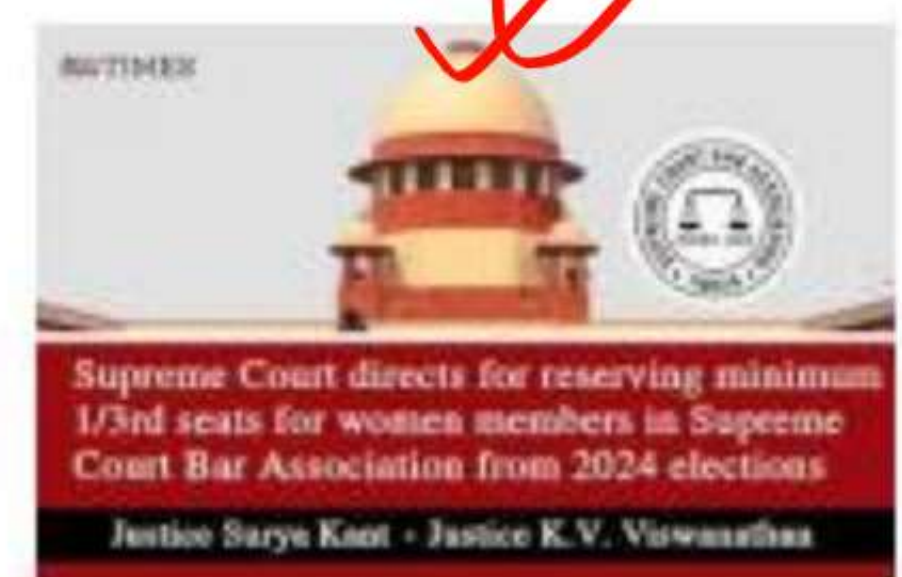 Supreme Court directs for reserving minimum
1/3rd seats for women members in Supreme
Court Bar Association from 2024 elections
Justice Surya Kant - Justice K.V. Viswanathan